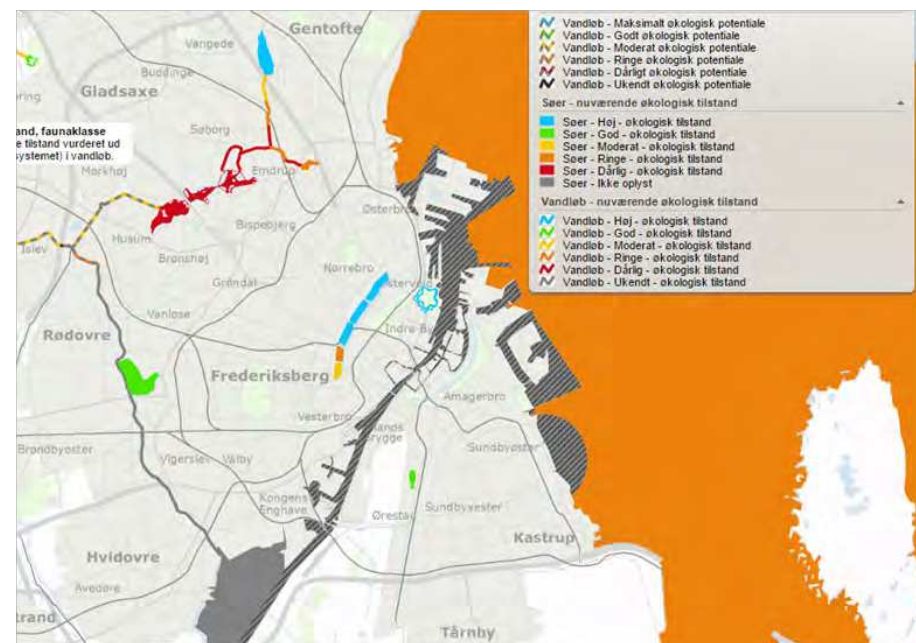 Vandløb - Maksimalt økologisk potentiale
Vandløb - Godt økologisk potentiale
Vandløb - Moderat økologisk potentiale
Vandløb - Ringe økologisk potentiale
Vandløb - Dårligt økologisk potentiale
Vandløb - Ukendt økologisk potentiale
Søer - nuværende økologisk tilstand
Søer - Høj - økologisk tilstand
Søer - God - økologisk tilstand
Søer - Moderat - økologisk tilstand
Søer - Ringe - økologisk tilstand
Søer - Dårlig - økologisk tilstand
Søer - Ikke oplyst
Vandløb - nuværende økologisk tilstand
Vandløb - Høj - økologisk tilstand
Vandløb - God - økologisk tilstand
Vandløb - Moderat - økologisk tilstand
Vandløb - Ringe - økologisk tilstand
Vandløb - Dårlig - økologisk tilstand
Vandløb - Ukendt - økologisk tilstand
Gentofte
Vangede
Buddinge
Gladsaxe
Søborg
and, faunaklasse
e tilstand vurderet ud
systemet) i vandløb.
Mørkhøj
Emdrup
Østerbro
Bispebjerg
Husum
Islev
Brønshøj
Nørrebro
Grøndal
Vanløse
Indre By
Rødovre
Frederiksberg
Amagerbro
Vesterbro
Brygge
Sundbyøster
Brøndbyøster
Vigerslev
Valby
Kongens
Enghave
Ørestad
Sundbyvester
Kastrup
Hvidovre
Avedøre
trand
Tårnby